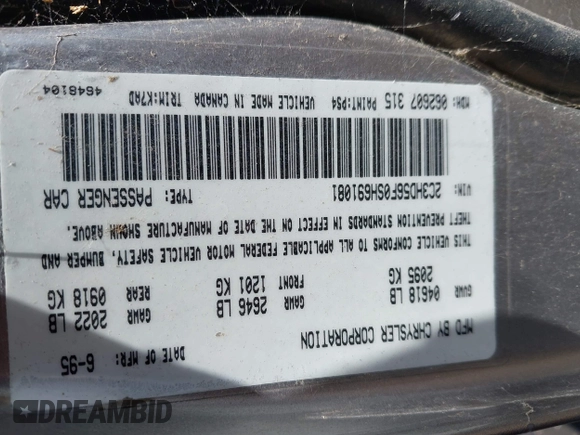 MFD BY CHRYSLER CORPORATION
DATE OF MFR: 6-95
GVWR 04618 LB 2095 KG
GAWR FRONT 2646 LB 1201 KG
GAWR REAR 2022 LB 0918 KG
THIS VEHICLE CONFORMS TO ALL APPLICABLE FEDERAL MOTOR VEHICLE SAFETY, BUMPER AND
THEFT PREVENTION STANDARDS IN EFFECT ON THE DATE OF MANUFACTURE SHOWN ABOVE.
VIN: 2C3HD56F0SH691081 TYPE: PASSENGER CAR
MDH: 062607 315 PAINT:PS4 VEHICLE MADE IN CANADA TRIM:K7AD
4648104
DREAMBID